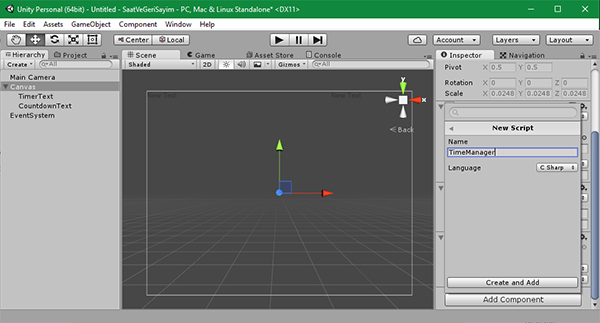 Unity Personal (64bit) - Untitled - SaatVeGeriSayim - PC, Mac & Linux Standalone* <DX11>
File Edit Assets GameObject Component Window Help
Center Local Account Layers Layout
Hierarchy Project Scene Game Asset Store Console Inspector Navigation
Create All Shaded 2D Gizmos All
Main Camera
Canvas
TimerText
CountdownText
EventSystem
New Text New Text
y
x
Back
Pivot X 0.5 Y 0.5
Rotation X 0 Y 0 Z 0
Scale X 0.0248 Y 0.0248 Z 0.0248
New Script
Name
TimeManager
Language C Sharp
Create and Add
Add Component